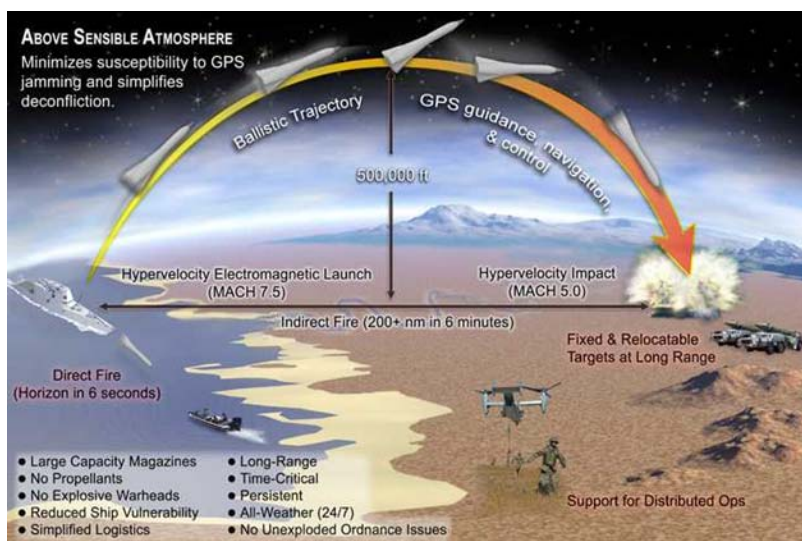 ABOVE SENSIBLE ATMOSPHERE
Minimizes susceptibility to GPS
jamming and simplifies
deconfliction.
Ballistic Trajectory
GPS guidance, navigation,
& control
500,000 ft
Hypervelocity Electromagnetic Launch
(MACH 7.5)
Hypervelocity Impact
(MACH 5.0)
Indirect Fire (200+ nm in 6 minutes)
Fixed & Relocatable
Targets at Long Range
Direct Fire
(Horizon in 6 seconds)
• Large Capacity Magazines
• No Propellants
• No Explosive Warheads
• Reduced Ship Vulnerability
• Simplified Logistics
• Long-Range
• Time-Critical
• Persistent
• All-Weather (24/7)
• No Unexploded Ordnance Issues
Support for Distributed Ops